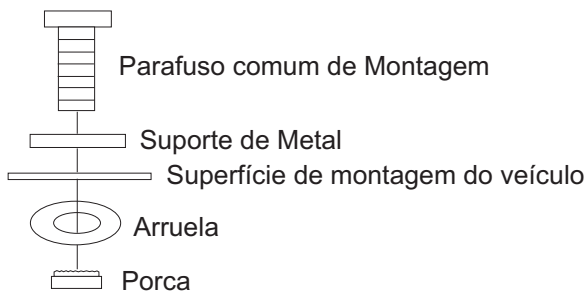 Parafuso comum de Montagem
Suporte de Metal
Superfície de montagem do veículo
Arruela
Porca